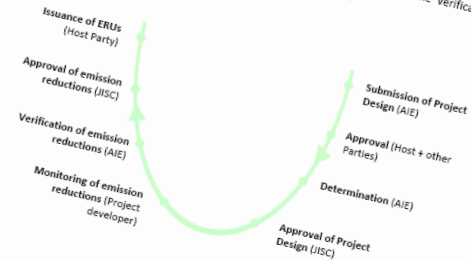 Issuance of ERUs
(Host Party)
Approval of emission
reductions (JISC)
Verification of emission
reductions (AIE)
Monitoring of emission
reductions (Project
developer)
Submission of Project
Design (AIE)
Approval (Host + other
Parties)
Determination (AIE)
Approval of Project
Design (JISC)